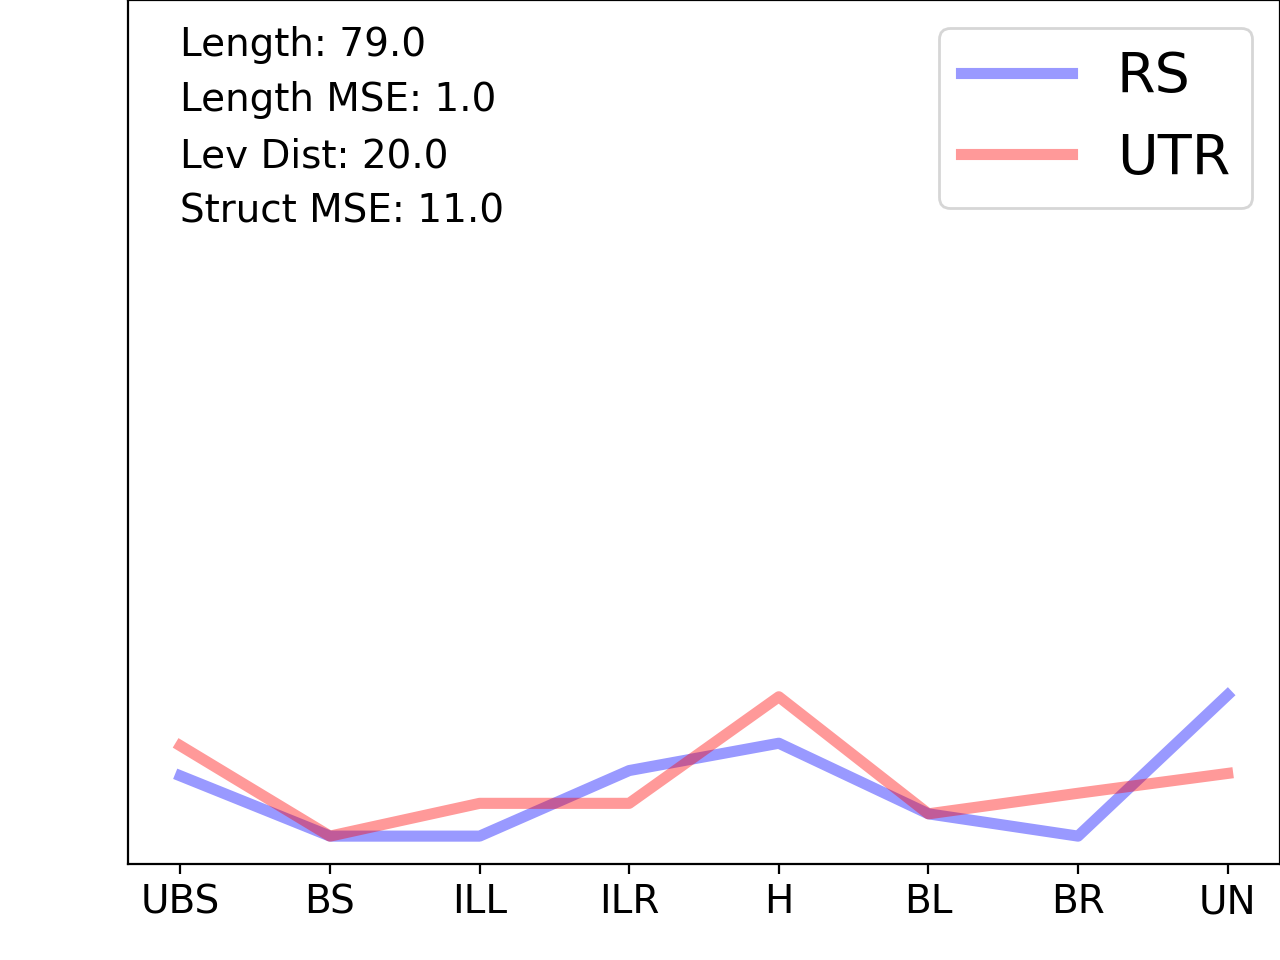 Length: 79.0
Length MSE: 1.0
Lev Dist: 20.0
Struct MSE: 11.0
RS
UTR
UBS BS ILL ILR H BL BR UN